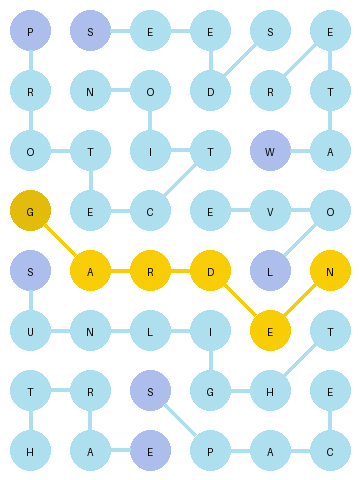 P S E E S E
R N O D R T
O T I T W A
G E C E V O
S A R D L N
U N L I E T
T R S G H E
H A E P A C